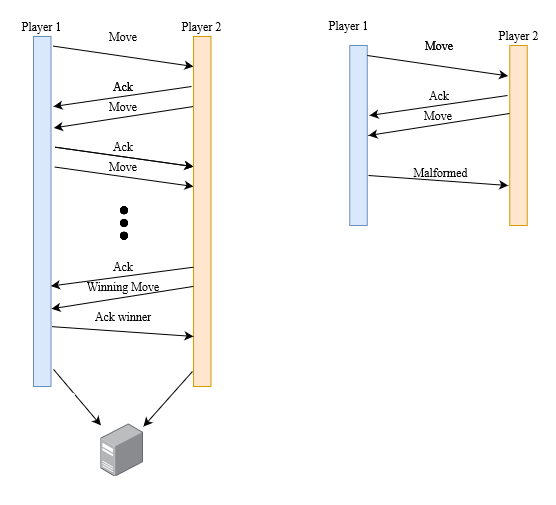 Player 1
Player 2
Move
Ack
Move
Ack
Move
Ack
Winning Move
Ack winner
Player 1
Player 2
Move
Ack
Move
Malformed